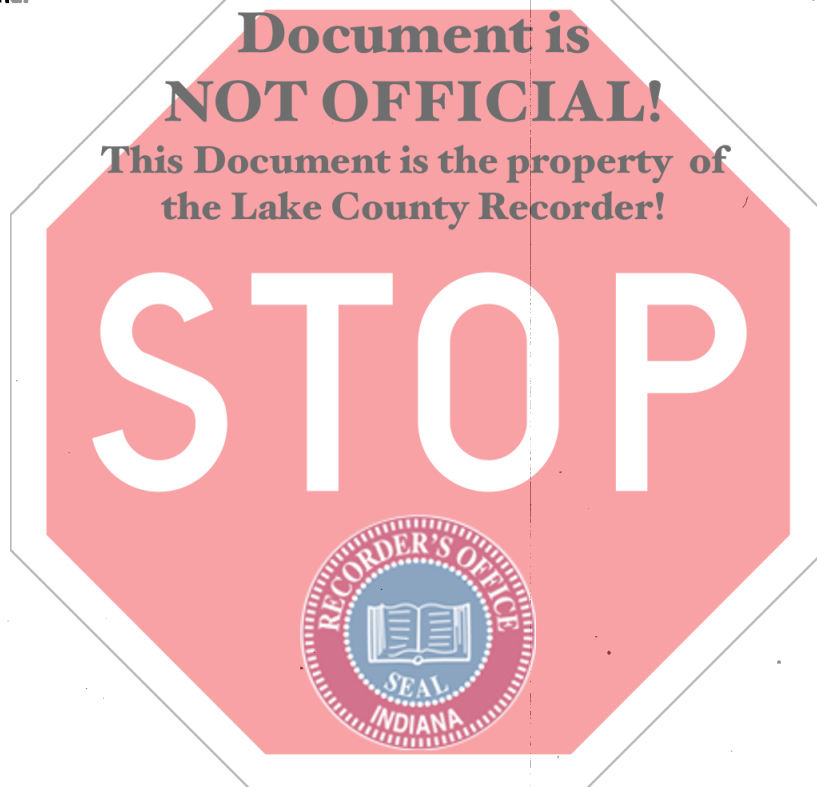 Document is
NOT OFFICIAL!
This Document is the property of
the Lake County Recorder!
STOP
RECORDER'S OFFICE
SEAL
INDIANA